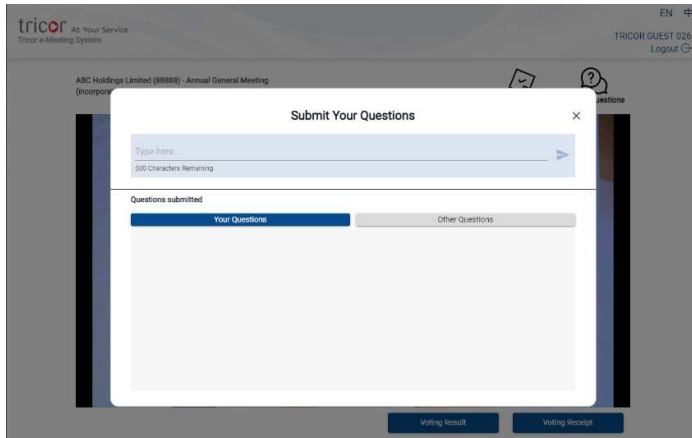 EN 中
tricor At Your Service
Tricor e-Meeting System
TRICOR GUEST 026
Logout
ABC Holdings Limited (88888) - Annual General Meeting
(Incorpora
uestions
Submit Your Questions
×
Type here...
500 Characters Remaining
Questions submitted
Your Questions
Other Questions
Voting Result
Voting Receipt